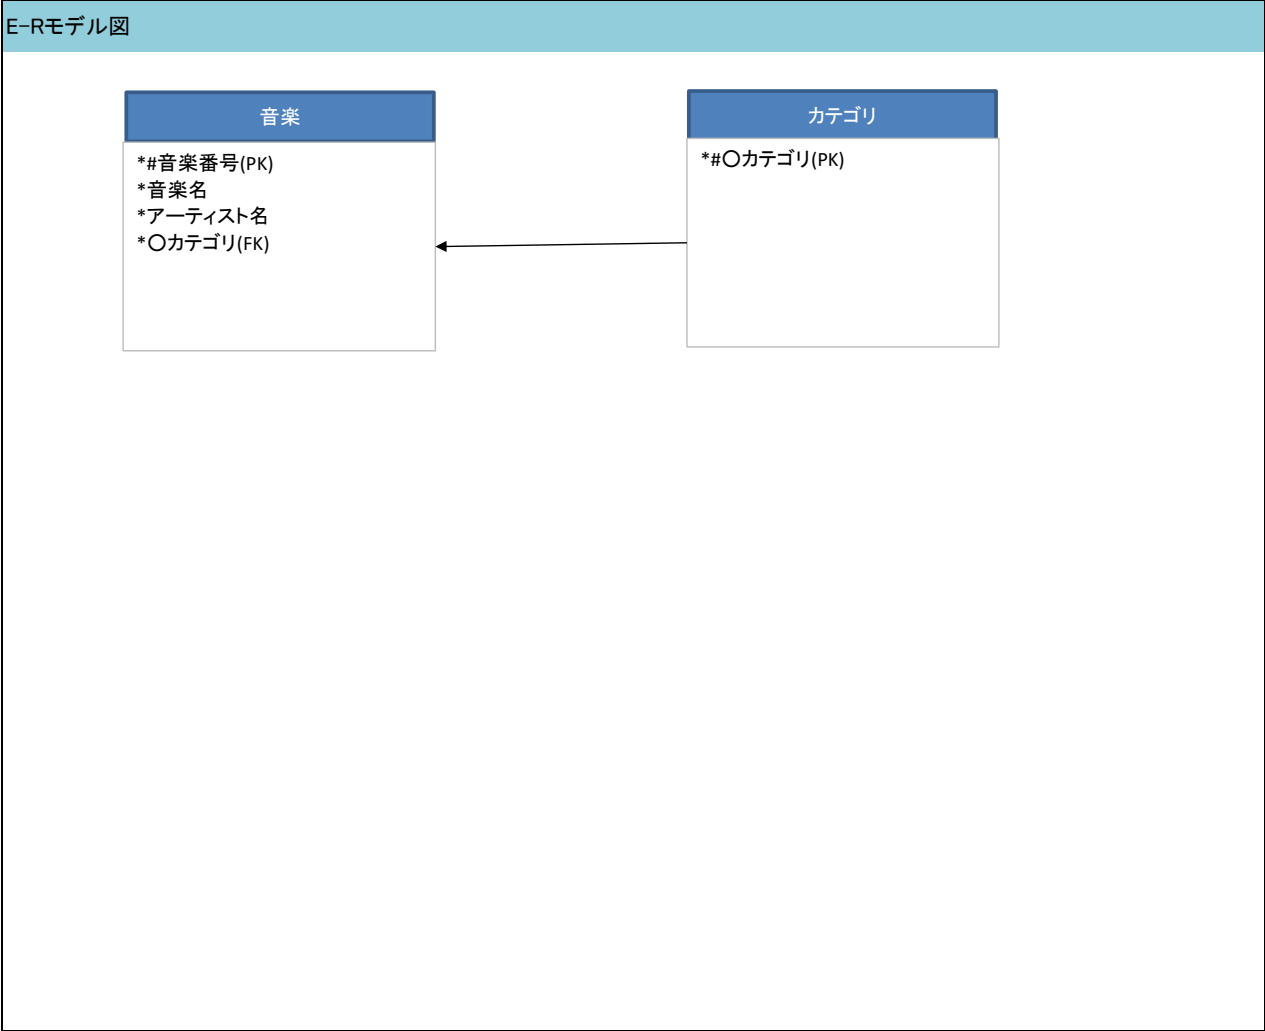 E-Rモデル図
音楽
*#音楽番号(PK)
*音楽名
*アーティスト名
*〇カテゴリ(FK)
カテゴリ
*#〇カテゴリ(PK)